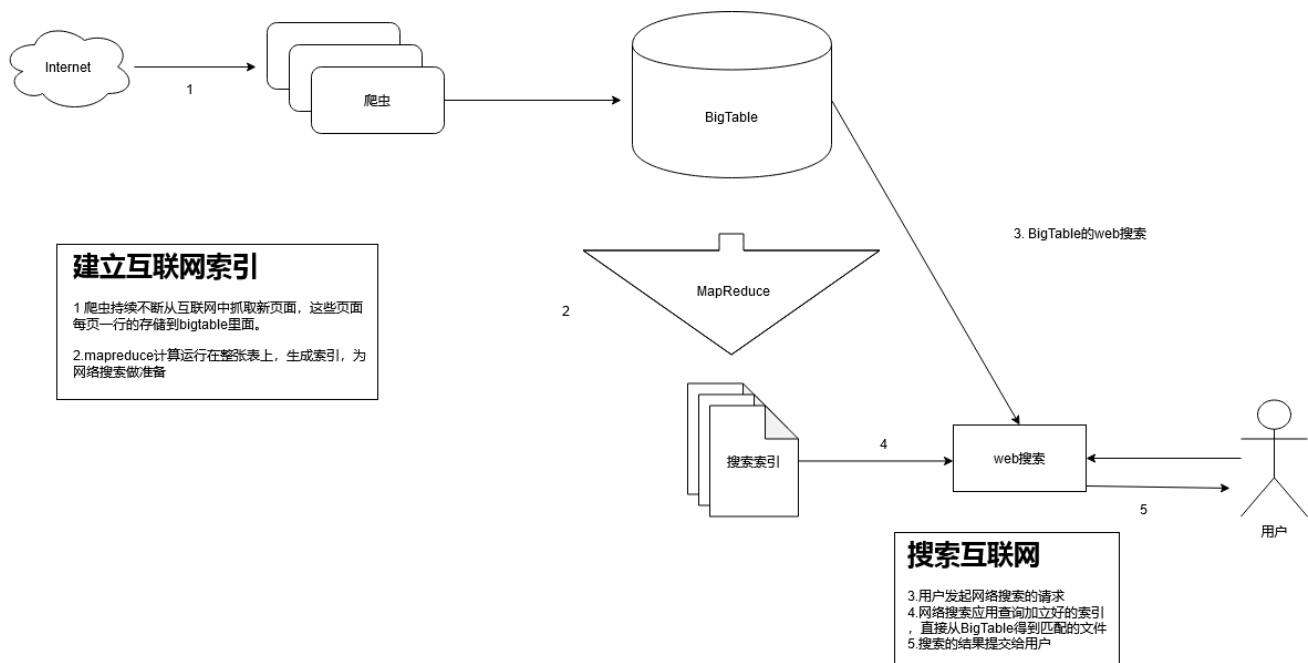 Internet
1
爬虫
BigTable
3. BigTable的web搜索
建立互联网索引
1 爬虫持续不断从互联网中抓取新页面，这些页面
每页一行的存储到bigtable里面。
2.mapreduce计算运行在整张表上，生成索引，为
网络搜索做准备
MapReduce
2
搜索索引
4
web搜索
5
用户
搜索互联网
3.用户发起网络搜索的请求
4.网络搜索应用查询加立好的索引
，直接从BigTable得到匹配的文件
5.搜索的结果提交给用户